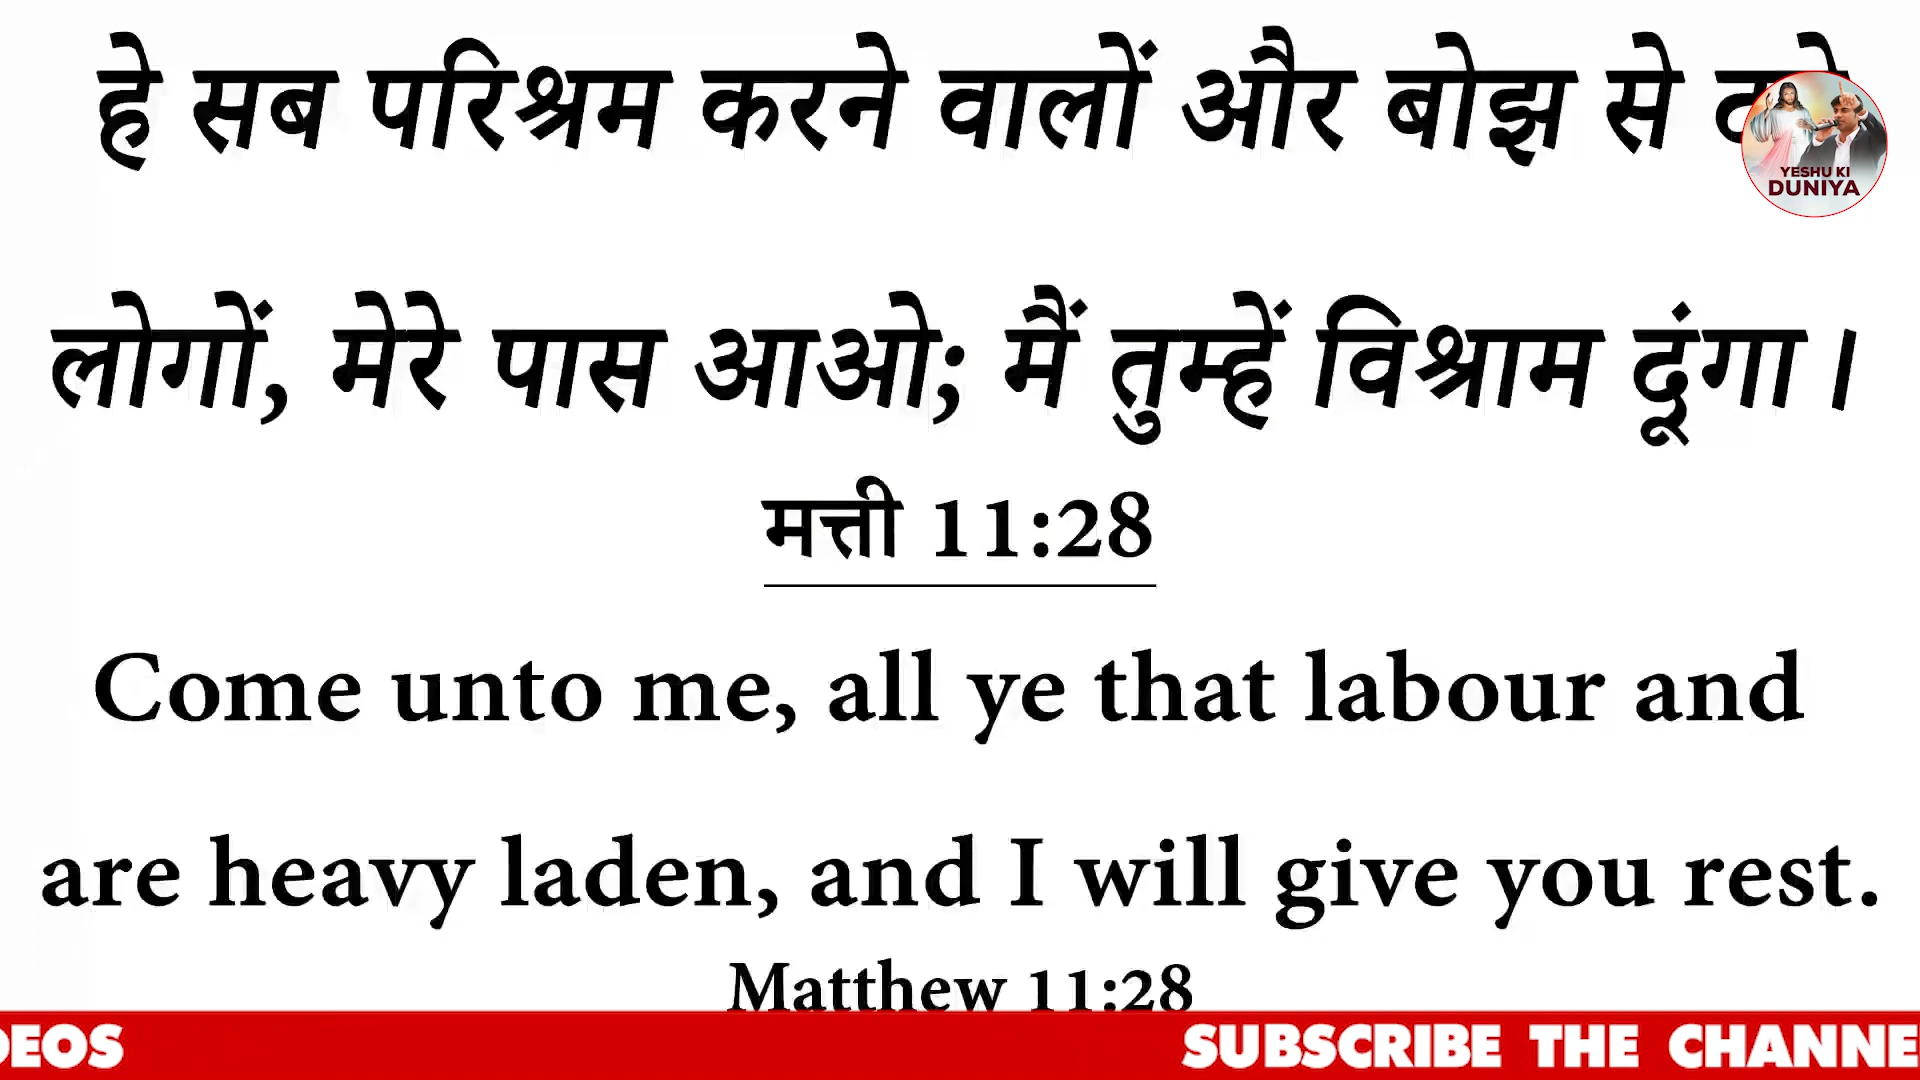 हे सब परिश्रम करने वालों और बोझ से
लोगों, मेरे पास आओ; मैं तुम्हें विश्राम दूंगा।
मत्ती 11:28
Come unto me, all ye that labour and
are heavy laden, and I will give you rest.
Matthew 11:28
YESHU KI
DUNIYA
DEOS SUBSCRIBE THE CHANNE